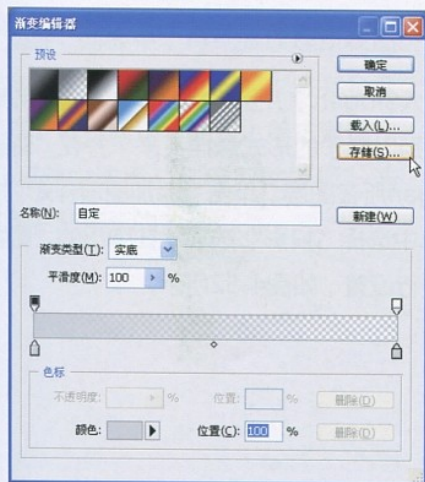 渐变编辑器
预设
确定
取消
载入(L)...
存储(S)...
名称(N): 自定
新建(W)
渐变类型(T): 实底
平滑度(M): 100 %
色标
不透明度: % 位置: % 删除(D)
颜色: 位置(C): 100 % 删除(D)